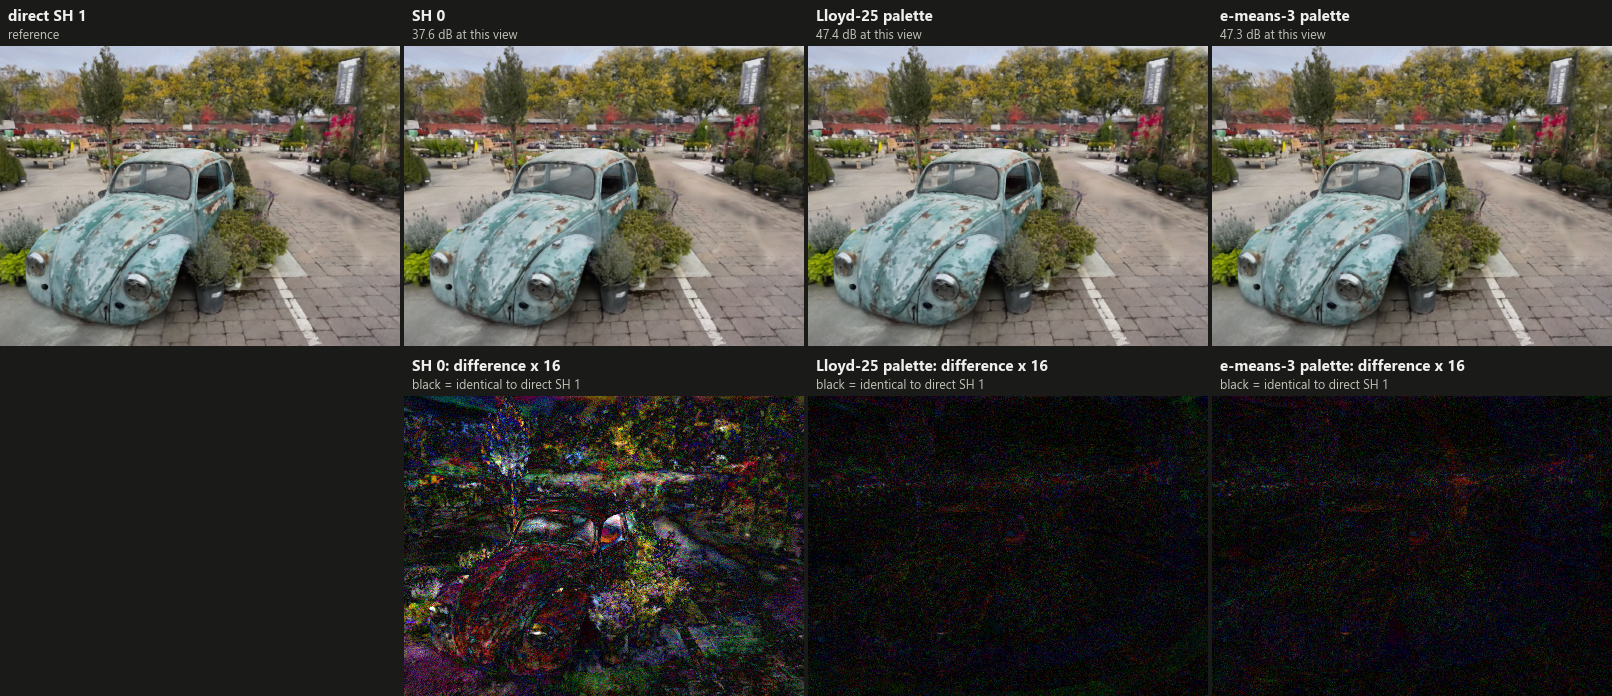 direct SH 1
reference
SH 0
37.6 dB at this view
Lloyd-25 palette
47.4 dB at this view
e-means-3 palette
47.3 dB at this view
SH 0: difference x 16
black = identical to direct SH 1
Lloyd-25 palette: difference x 16
black = identical to direct SH 1
e-means-3 palette: difference x 16
black = identical to direct SH 1